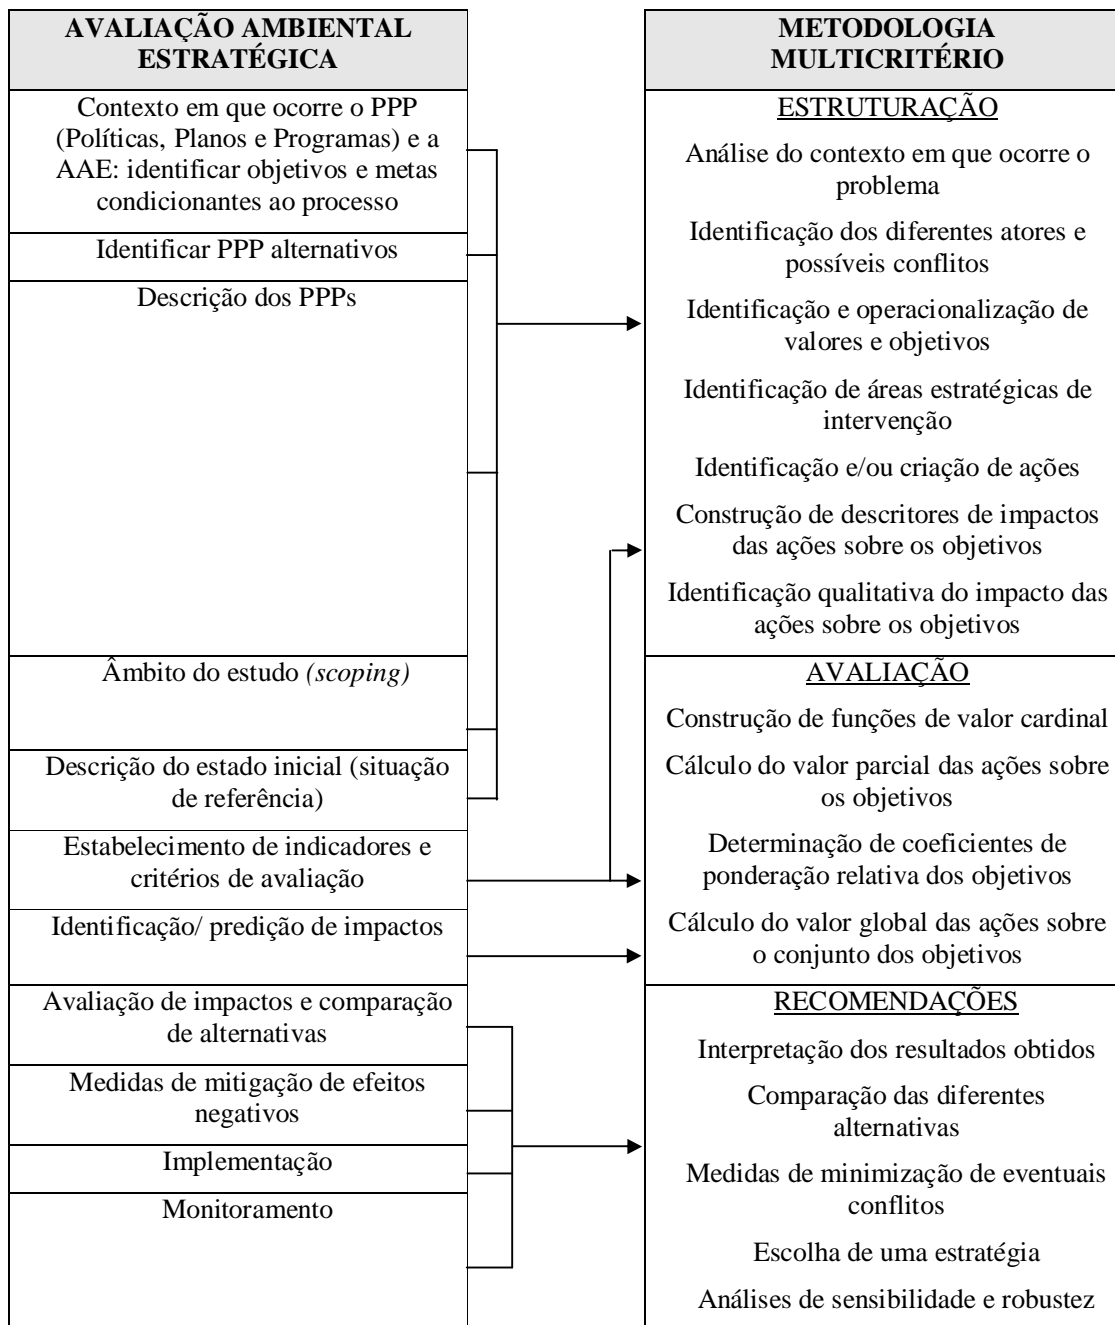 AVALIAÇÃO AMBIENTAL
ESTRATÉGICA
Contexto em que ocorre o PPP
(Políticas, Planos e Programas) e a
AAE: identificar objetivos e metas
condicionantes ao processo
Identificar PPP alternativos
Descrição dos PPPs
Âmbito do estudo (scoping)
Descrição do estado inicial (situação
de referência)
Estabelecimento de indicadores e
critérios de avaliação
Identificação/ predição de impactos
Avaliação de impactos e comparação
de alternativas
Medidas de mitigação de efeitos
negativos
Implementação
Monitoramento
METODOLOGIA
MULTICRITÉRIO
ESTRUTURAÇÃO
Análise do contexto em que ocorre o
problema
Identificação dos diferentes atores e
possíveis conflitos
Identificação e operacionalização de
valores e objetivos
Identificação de áreas estratégicas de
intervenção
Identificação e/ou criação de ações
Construção de descritores de impactos
das ações sobre os objetivos
Identificação qualitativa do impacto das
ações sobre os objetivos
AVALIAÇÃO
Construção de funções de valor cardinal
Cálculo do valor parcial das ações sobre
os objetivos
Determinação de coeficientes de
ponderação relativa dos objetivos
Cálculo do valor global das ações sobre
o conjunto dos objetivos
RECOMENDAÇÕES
Interpretação dos resultados obtidos
Comparação das diferentes
alternativas
Medidas de minimização de eventuais
conflitos
Escolha de uma estratégia
Análises de sensibilidade e robustez